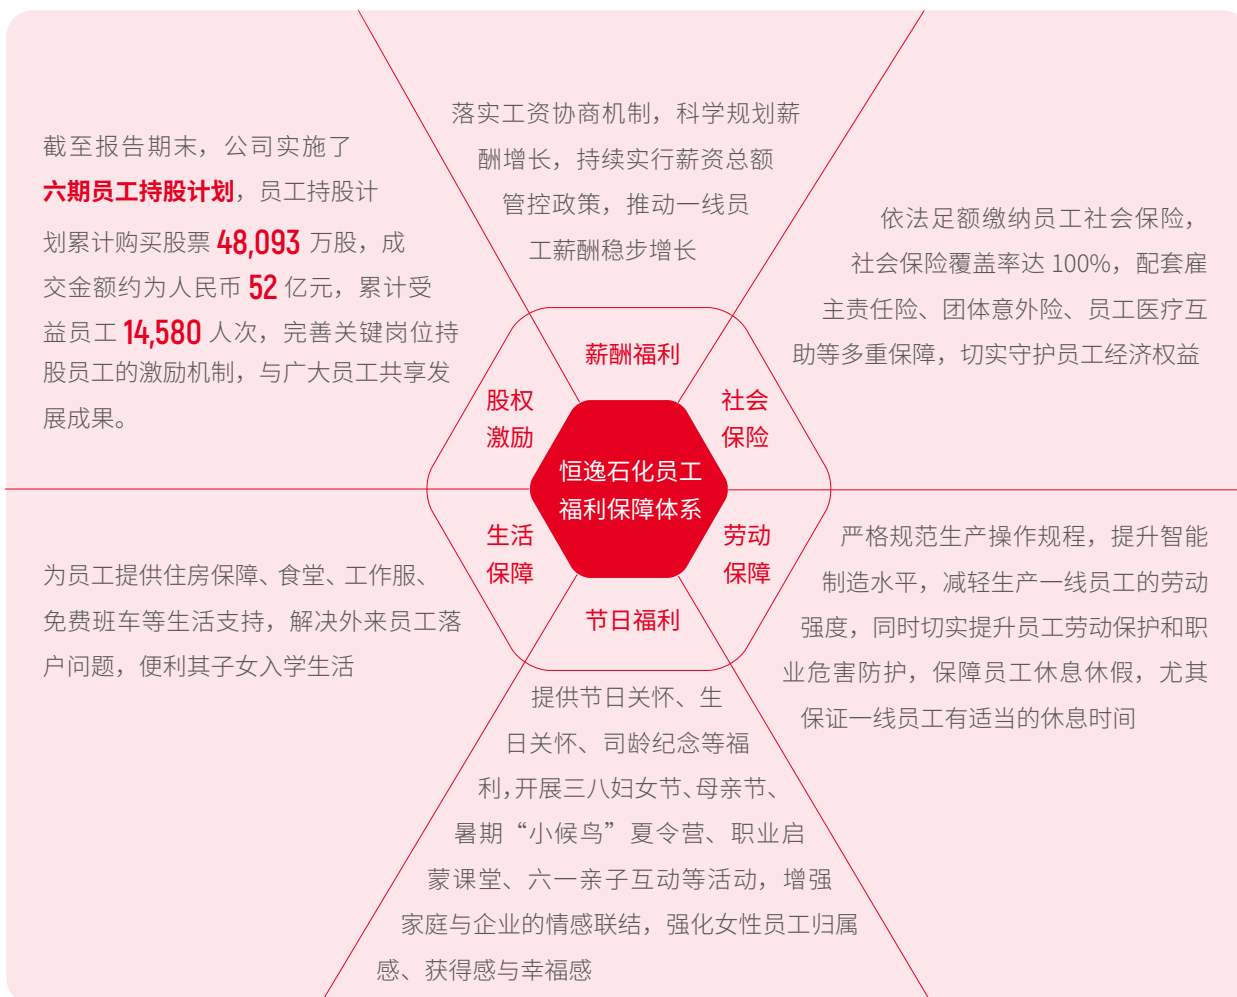 截至报告期末，公司实施了
六期员工持股计划，员工持股计
划累计购买股票 48,093 万股，成
交金额约为人民币 52 亿元，累计受
益员工 14,580 人次，完善关键岗位持
股员工的激励机制，与广大员工共享发
展成果。
落实工资协商机制，科学规划薪
酬增长，持续实行薪资总额
管控政策，推动一线员
工薪酬稳步增长
依法足额缴纳员工社会保险，
社会保险覆盖率达 100%，配套雇
主责任险、团体意外险、员工医疗互
助等多重保障，切实守护员工经济权益
薪酬福利
股权
激励
社会
保险
恒逸石化员工
福利保障体系
生活
保障
劳动
保障
节日福利
为员工提供住房保障、食堂、工作服、
免费班车等生活支持，解决外来员工落
户问题，便利其子女入学生活
严格规范生产操作规程，提升智能
制造水平，减轻生产一线员工的劳动
强度，同时切实提升员工劳动保护和职
业危害防护，保障员工休息休假，尤其
保证一线员工有适当的休息时间
提供节日关怀、生
日关怀、司龄纪念等福
利，开展三八妇女节、母亲节、
暑期“小候鸟”夏令营、职业启
蒙课堂、六一亲子互动等活动，增强
家庭与企业的情感联结，强化女性员工归属
感、获得感与幸福感